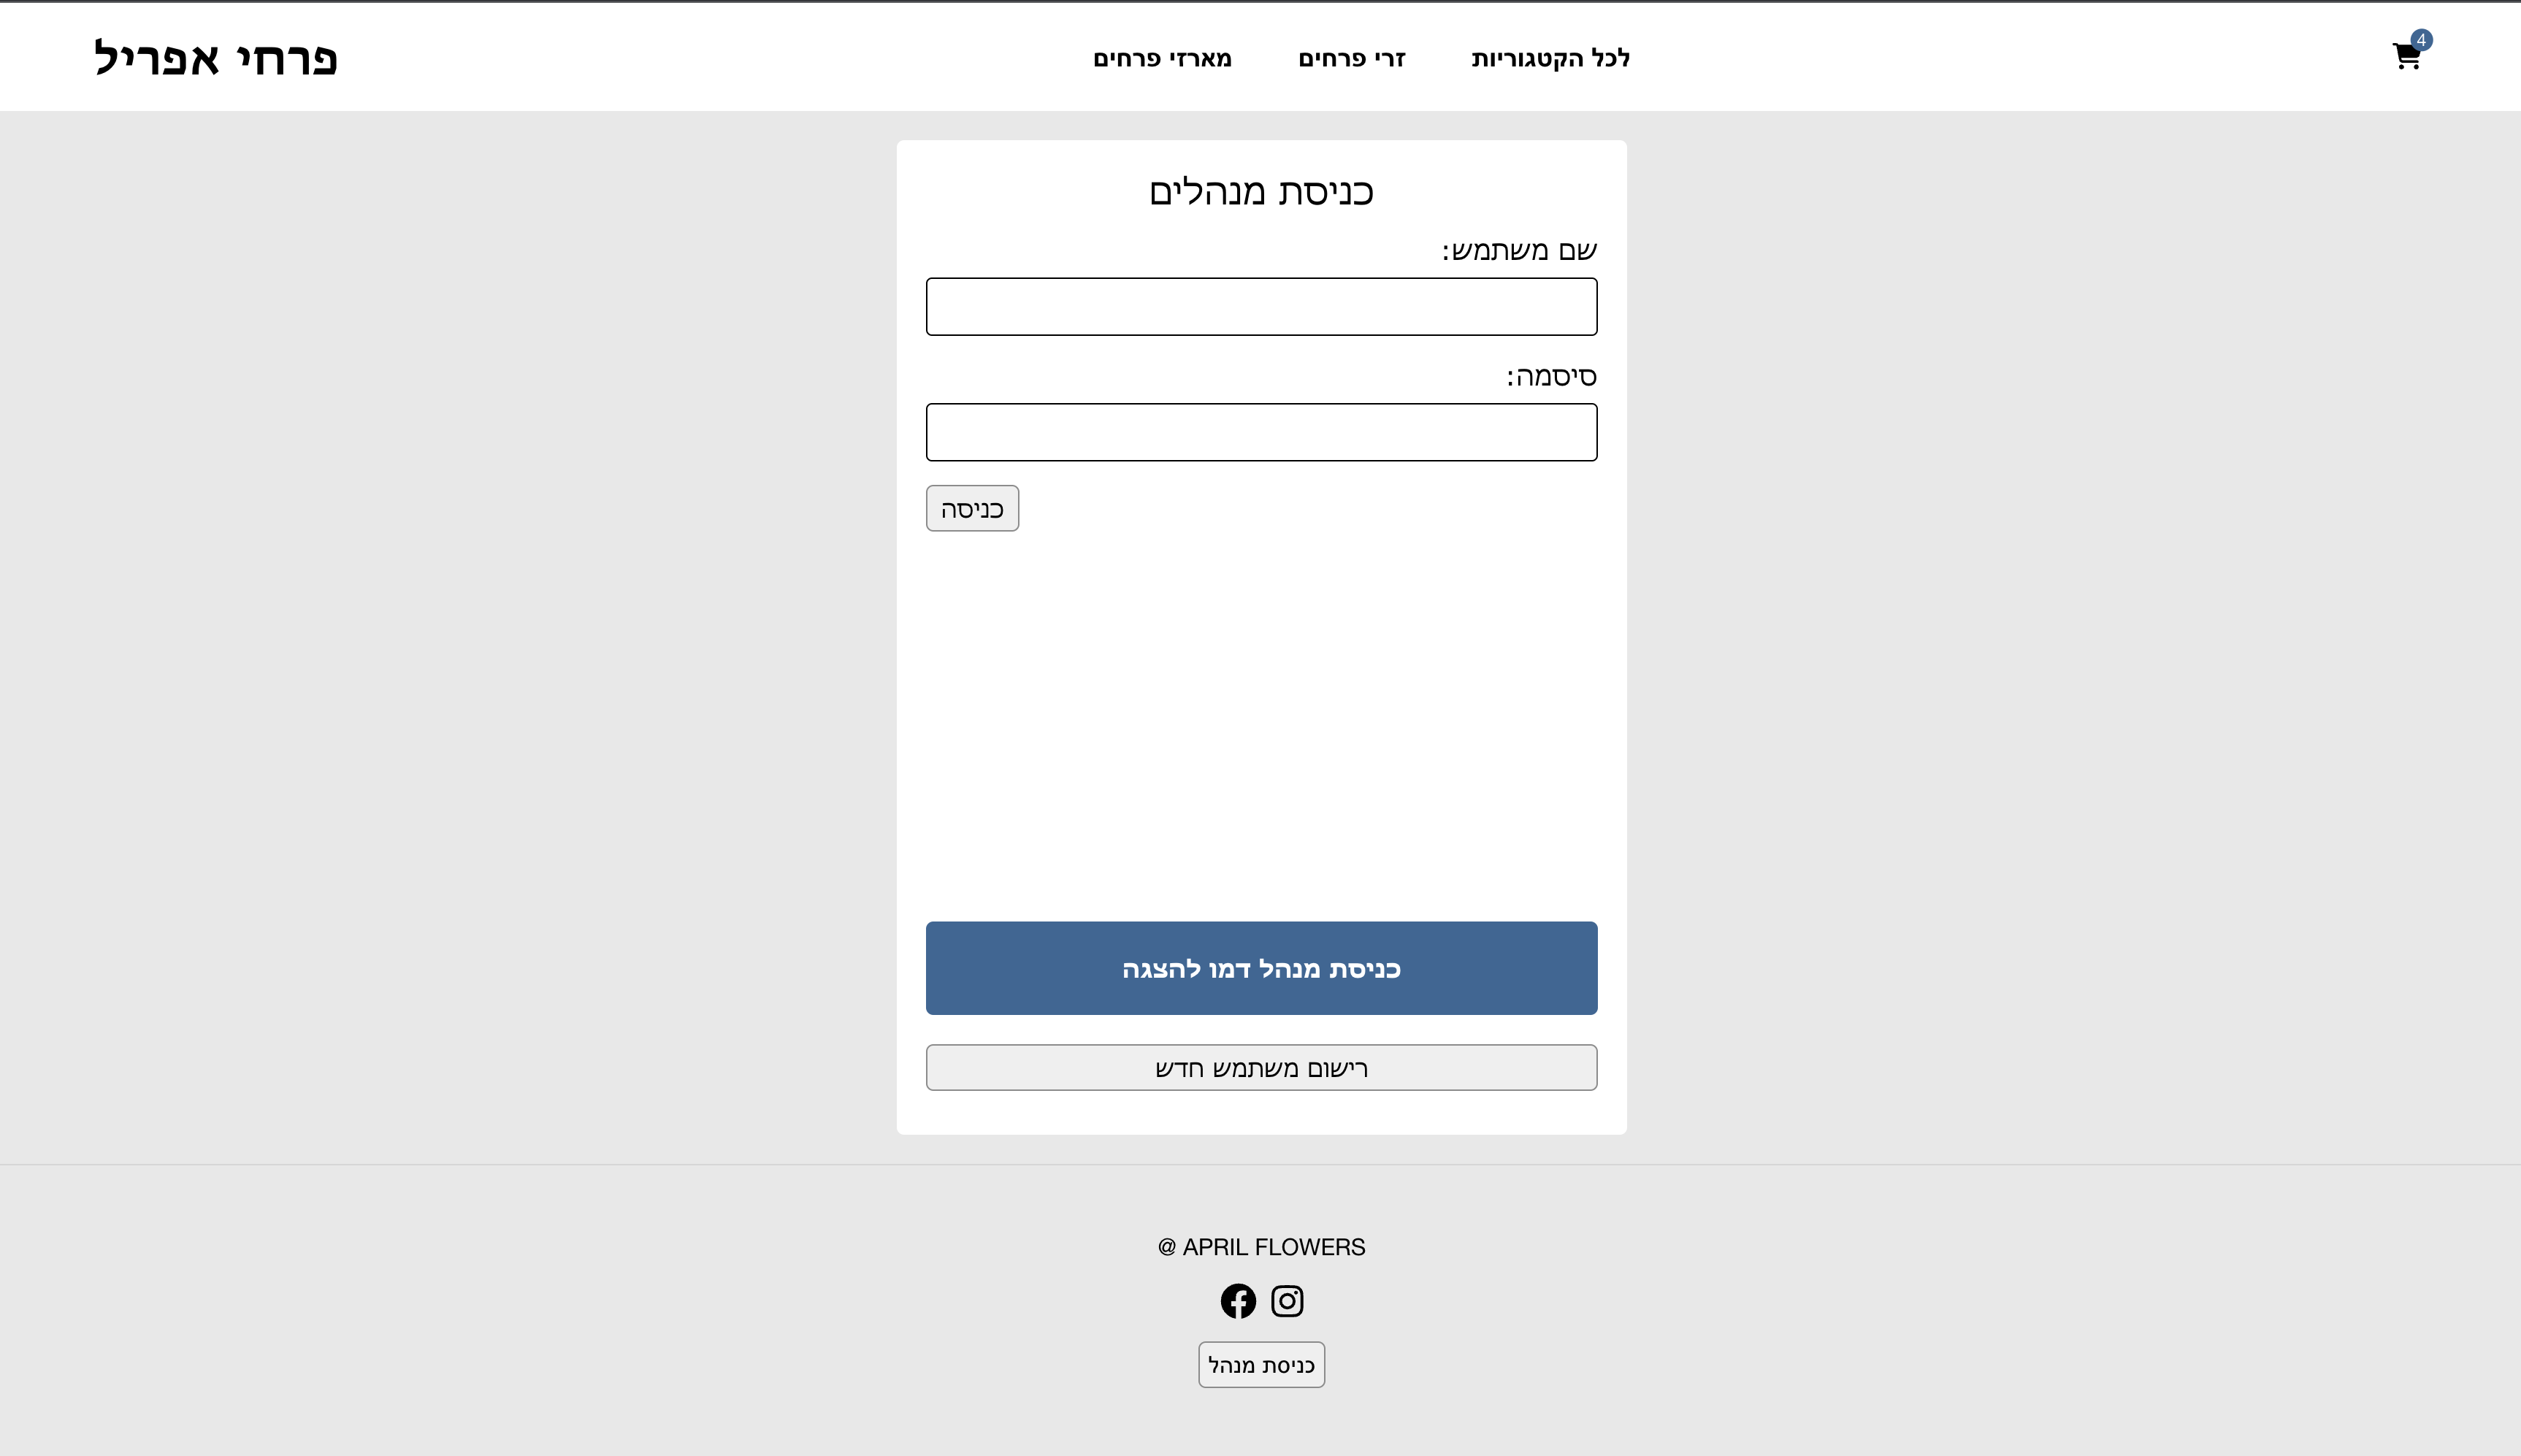 4
לכל הקטגוריות
זרי פרחים
מארזי פרחים
פרחי אפריל
כניסת מנהלים
שם משתמש:
סיסמה:
כניסה
כניסת מנהל דמו להצגה
רישום משתמש חדש
@ APRIL FLOWERS
כניסת מנהל